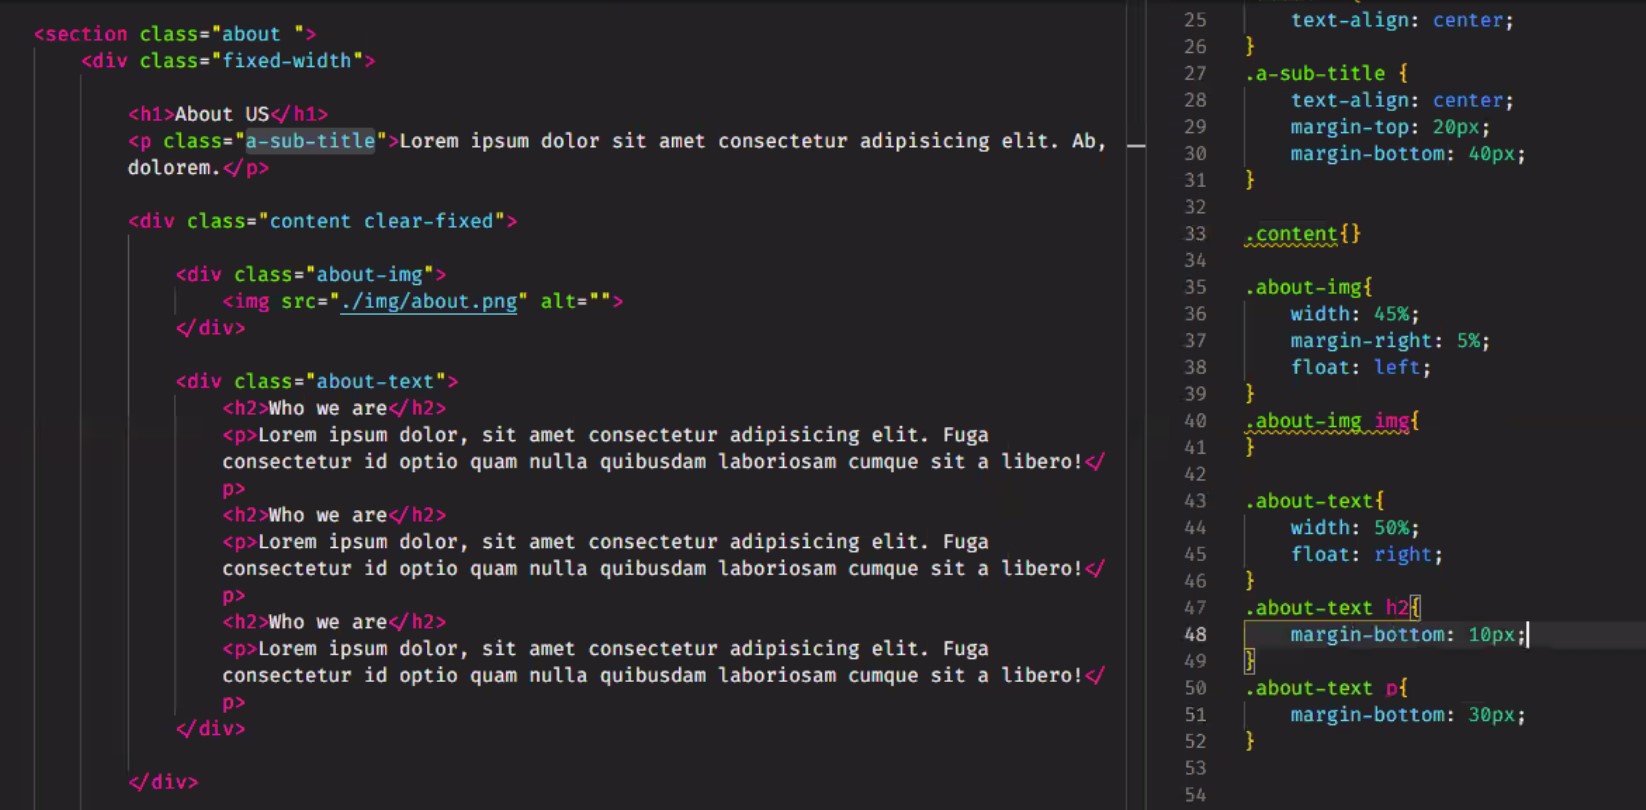 <section class="about ">
<div class="fixed-width">
<h1>About US</h1>
<p class="a-sub-title">Lorem ipsum dolor sit amet consectetur adipisicing elit. Ab,
dolorem.</p>
<div class="content clear-fixed">
<div class="about-img">
<img src="./img/about.png" alt="">
</div>
<div class="about-text">
<h2>Who we are</h2>
<p>Lorem ipsum dolor, sit amet consectetur adipisicing elit. Fuga
consectetur id optio quam nulla quibusdam laboriosam cumque sit a libero!</
p>
<h2>Who we are</h2>
<p>Lorem ipsum dolor, sit amet consectetur adipisicing elit. Fuga
consectetur id optio quam nulla quibusdam laboriosam cumque sit a libero!</
p>
<h2>Who we are</h2>
<p>Lorem ipsum dolor, sit amet consectetur adipisicing elit. Fuga
consectetur id optio quam nulla quibusdam laboriosam cumque sit a libero!</
p>
</div>
</div>
25 text-align: center;
26 }
27 .a-sub-title {
28 text-align: center;
29 margin-top: 20px;
30 margin-bottom: 40px;
31 }
32
33 .content{}
34
35 .about-img{
36 width: 45%;
37 margin-right: 5%;
38 float: left;
39 }
40 .about-img img{
41 }
42
43 .about-text{
44 width: 50%;
45 float: right;
46 }
47 .about-text h2{
48 margin-bottom: 10px;
49 }
50 .about-text p{
51 margin-bottom: 30px;
52 }
53
54